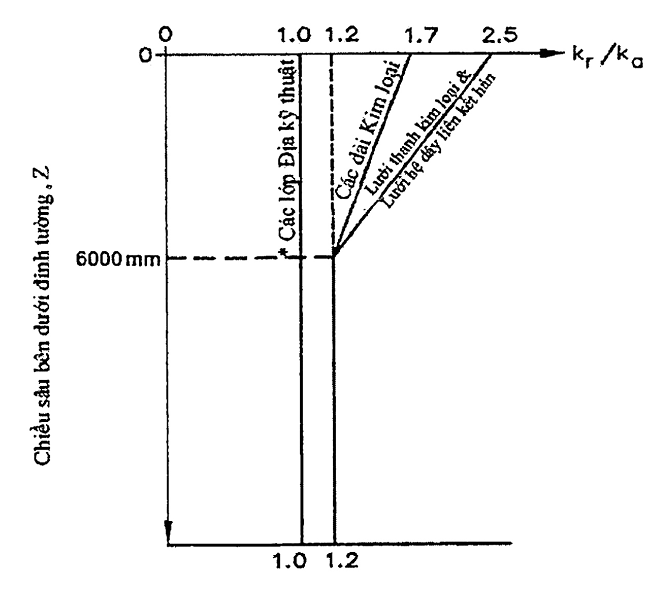 0 1.0 1.2 1.7 2.5
0 kr /ka
* Các lớp Địa kỹ thuật
Các dải Kim loại
Lưới thanh kim loại &
Lưới hệ dây liên kết hàn
6000 mm
Chiều sâu bên dưới đỉnh tường , Z
1.0 1.2